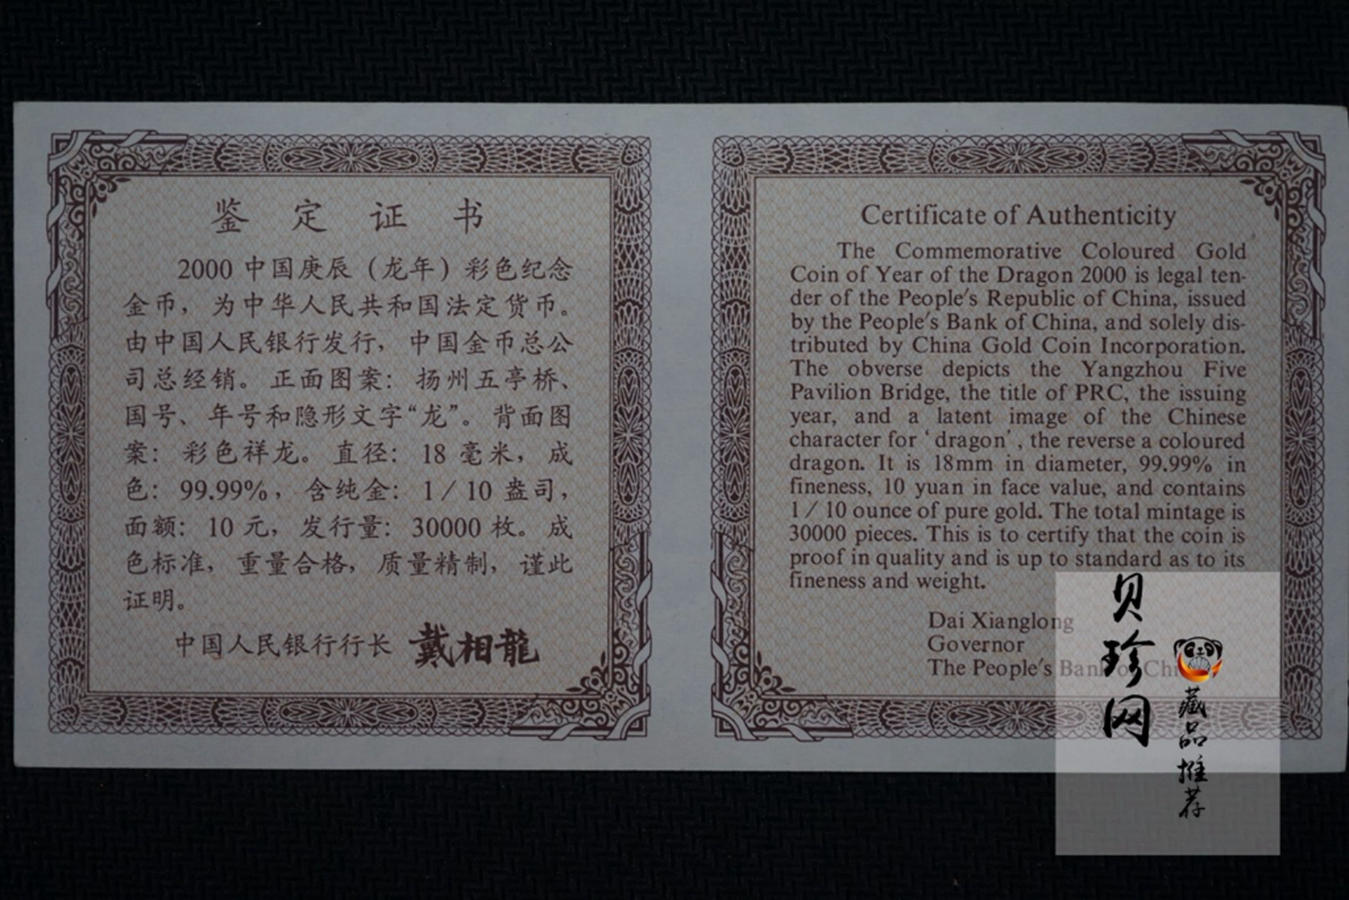 鉴 定 证 书
2000 中国庚辰（龙年）彩色纪念
金币，为中华人民共和国法定货币。
由中国人民银行发行，中国金币总公
司总经销。正面图案：扬州五亭桥、
国号、年号和隐形文字“龙”。背面图
案：彩色祥龙。直径：18 毫米，成
色：99.99%，含纯金：1／10 盎司，
面额：10 元，发行量：30000 枚。成
色标准，重量合格，质量精制，谨此
证明。
中国人民银行行长 戴相龍
Certificate of Authenticity
The Commemorative Coloured Gold
Coin of Year of the Dragon 2000 is legal ten-
der of the People's Republic of China, issued
by the People's Bank of China, and solely dis-
tributed by China Gold Coin Incorporation.
The obverse depicts the Yangzhou Five
Pavilion Bridge, the title of PRC, the issuing
year, and a latent image of the Chinese
character for ‘dragon’, the reverse a coloured
dragon. It is 18mm in diameter, 99.99% in
fineness, 10 yuan in face value, and contains
1／10 ounce of pure gold. The total mintage is
30000 pieces. This is to certify that the coin is
proof in quality and is up to standard as to its
fineness and weight.
Dai Xianglong
Governor
The People's Bank of Chi
贝珍网
藏品推荐